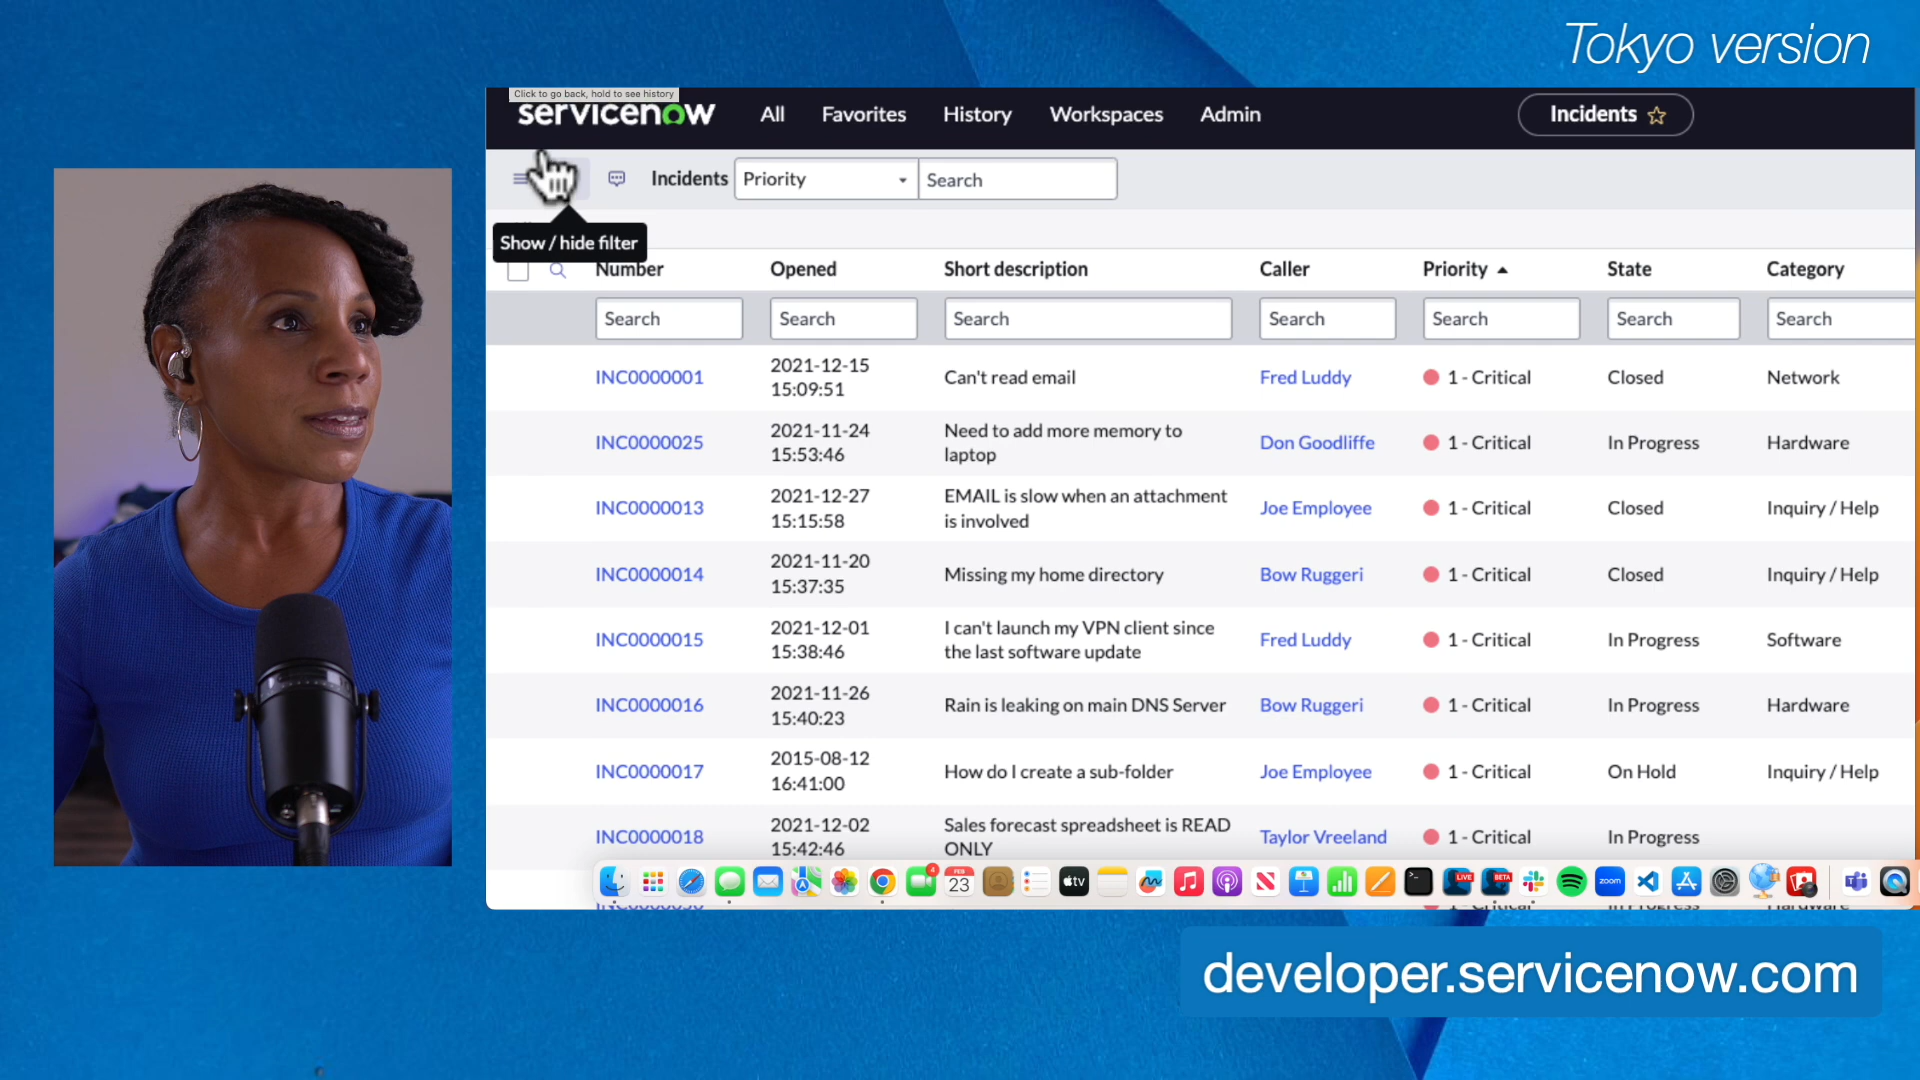 Tokyo version
Click to go back, hold to see history
servicenow All Favorites History Workspaces Admin Incidents
Incidents Priority Search
Show / hide filter
Number Opened Short description Caller Priority State Category
Search Search Search Search Search Search Search
INC0000001 2021-12-15 15:09:51 Can't read email Fred Luddy 1 - Critical Closed Network
INC0000025 2021-11-24 15:53:46 Need to add more memory to laptop Don Goodliffe 1 - Critical In Progress Hardware
INC0000013 2021-12-27 15:15:58 EMAIL is slow when an attachment is involved Joe Employee 1 - Critical Closed Inquiry / Help
INC0000014 2021-11-20 15:37:35 Missing my home directory Bow Ruggeri 1 - Critical Closed Inquiry / Help
INC0000015 2021-12-01 15:38:46 I can't launch my VPN client since the last software update Fred Luddy 1 - Critical In Progress Software
INC0000016 2021-11-26 15:40:23 Rain is leaking on main DNS Server Bow Ruggeri 1 - Critical In Progress Hardware
INC0000017 2015-08-12 16:41:00 How do I create a sub-folder Joe Employee 1 - Critical On Hold Inquiry / Help
INC0000018 2021-12-02 15:42:46 Sales forecast spreadsheet is READ ONLY Taylor Vreeland 1 - Critical In Progress
4 FEB 23 tv LIVE BETA zoom
developer.servicenow.com